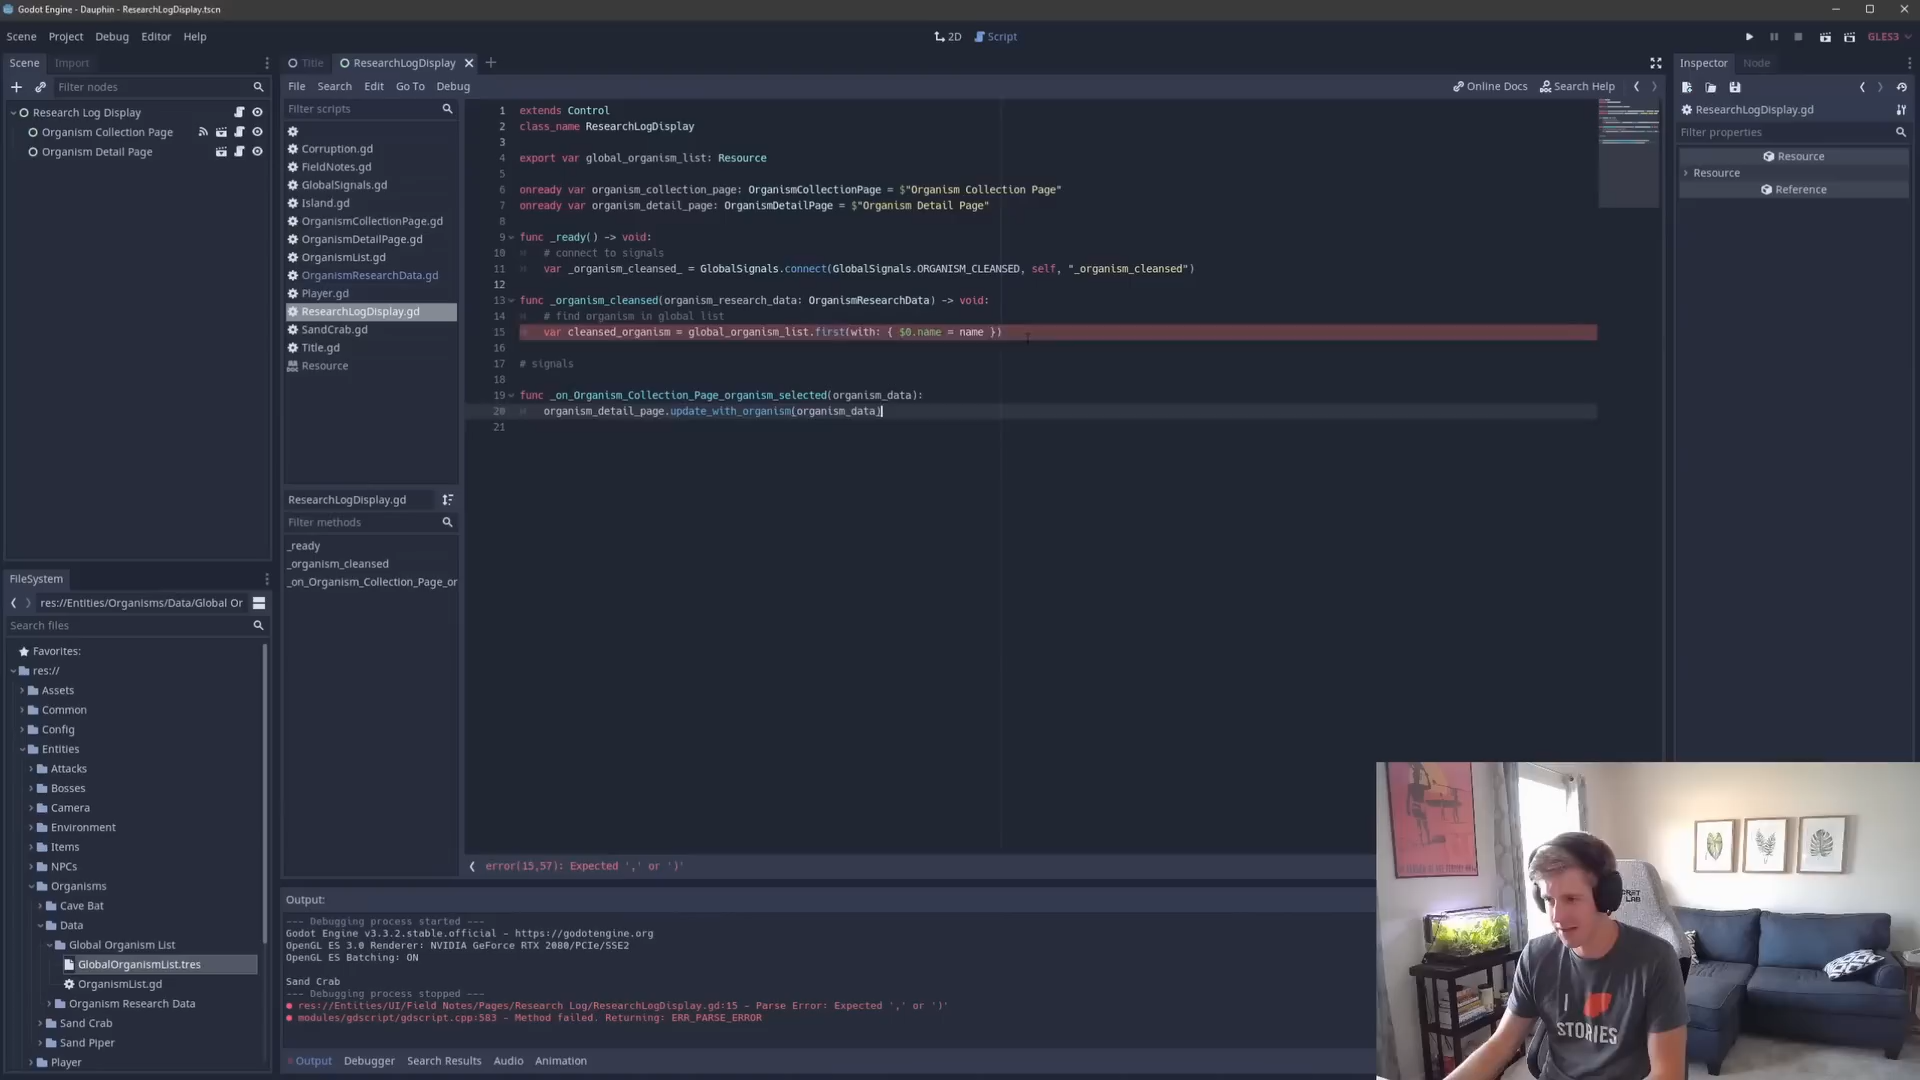 Godot Engine - Dauphin - ResearchLogDisplay.tscn
Scene Project Debug Editor Help
2D Script
GLES3
Scene Import
Filter nodes
Research Log Display
Organism Collection Page
Organism Detail Page
Title ResearchLogDisplay
File Search Edit Go To Debug
Online Docs Search Help
Filter scripts
Corruption.gd
FieldNotes.gd
GlobalSignals.gd
Island.gd
OrganismCollectionPage.gd
OrganismDetailPage.gd
OrganismList.gd
OrganismResearchData.gd
Player.gd
ResearchLogDisplay.gd
SandCrab.gd
Title.gd
Resource
ResearchLogDisplay.gd
Filter methods
_ready
_organism_cleansed
_on_Organism_Collection_Page_or
1 extends Control
2 class_name ResearchLogDisplay
3
4 export var global_organism_list: Resource
5
6 onready var organism_collection_page: OrganismCollectionPage = $"Organism Collection Page"
7 onready var organism_detail_page: OrganismDetailPage = $"Organism Detail Page"
8
9 func _ready() -> void:
10 # connect to signals
11 var _organism_cleansed_ = GlobalSignals.connect(GlobalSignals.ORGANISM_CLEANSED, self, "_organism_cleansed")
12
13 func _organism_cleansed(organism_research_data: OrganismResearchData) -> void:
14 # find organism in global list
15 var cleansed_organism = global_organism_list.first(with: { $0.name = name })
16
17 # signals
18
19 func _on_Organism_Collection_Page_organism_selected(organism_data):
20 organism_detail_page.update_with_organism(organism_data)
21
error(15,57): Expected ',' or ')'
Inspector Node
ResearchLogDisplay.gd
Filter properties
Resource
Resource
Reference
FileSystem
res://Entities/Organisms/Data/Global Or
Search files
Favorites:
res://
Assets
Common
Config
Entities
Attacks
Bosses
Camera
Environment
Items
NPCs
Organisms
Cave Bat
Data
Global Organism List
GlobalOrganismList.tres
OrganismList.gd
Organism Research Data
Sand Crab
Sand Piper
Player
Output:
--- Debugging process started ---
Godot Engine v3.3.2.stable.official - https://godotengine.org
OpenGL ES 3.0 Renderer: NVIDIA GeForce RTX 2080/PCIe/SSE2
OpenGL ES Batching: ON
Sand Crab
--- Debugging process stopped ---
res://Entities/UI/Field Notes/Pages/Research Log/ResearchLogDisplay.gd:15 - Parse Error: Expected ',' or ')'
modules/gdscript/gdscript.cpp:583 - Method failed. Returning: ERR_PARSE_ERROR
Output Debugger Search Results Audio Animation
I
STORIES